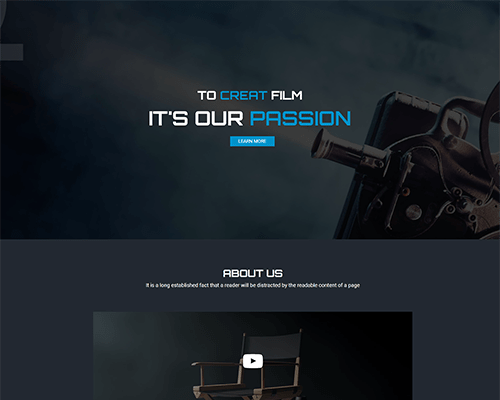 TO CREAT FILM
IT'S OUR PASSION
LEARN MORE
ABOUT US
It is a long established fact that a reader will be distracted by the readable content of a page